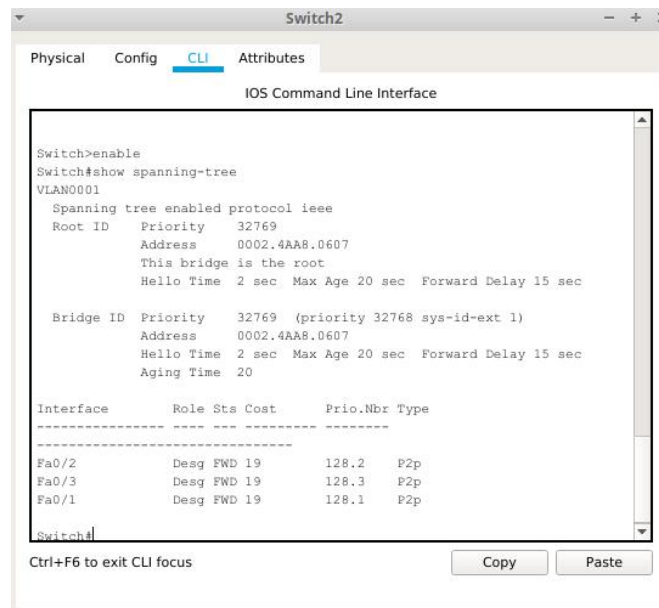 Switch2
Physical Config CLI Attributes
IOS Command Line Interface
Switch>enable
Switch#show spanning-tree
VLAN0001
  Spanning tree enabled protocol ieee
  Root ID    Priority    32769
             Address     0002.4AA8.0607
             This bridge is the root
             Hello Time  2 sec  Max Age 20 sec  Forward Delay 15 sec

  Bridge ID  Priority    32769  (priority 32768 sys-id-ext 1)
             Address     0002.4AA8.0607
             Hello Time  2 sec  Max Age 20 sec  Forward Delay 15 sec
             Aging Time  20

Interface        Role Sts Cost      Prio.Nbr Type
---------------- ---- --- --------- --------
--------------------------------
Fa0/2            Desg FWD 19        128.2    P2p
Fa0/3            Desg FWD 19        128.3    P2p
Fa0/1            Desg FWD 19        128.1    P2p

Switch#
Ctrl+F6 to exit CLI focus Copy Paste